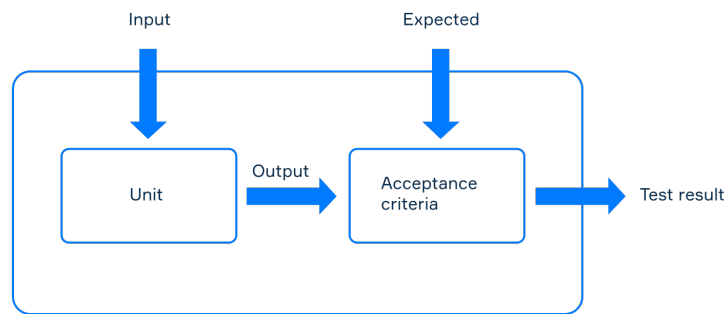 Input
Expected
Unit
Output
Acceptance
criteria
Test result